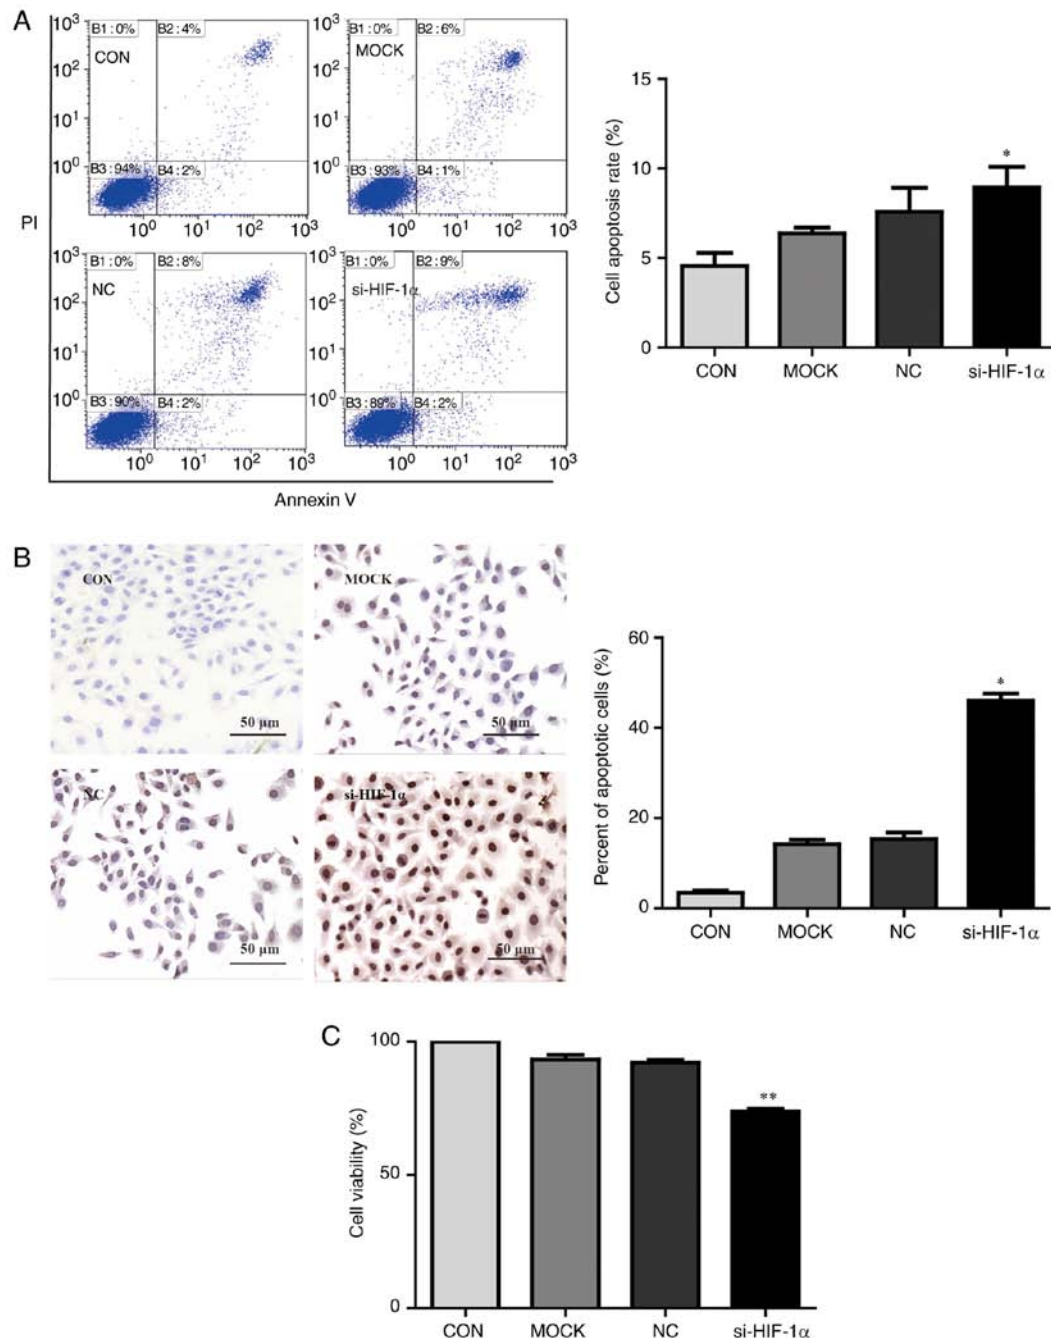 A
B1:0%
B2:4%
CON
B3:94%
B4:2%
10³
10²
10¹
10⁰
10⁰ 10¹ 10² 10³
B1:0%
B2:6%
MOCK
B3:93%
B4:1%
10³
10²
10¹
10⁰
10⁰ 10¹ 10² 10³
PI
B1:0%
B2:8%
NC
B3:90%
B4:2%
10³
10²
10¹
10⁰
10⁰ 10¹ 10² 10³
B1:0%
B2:9%
si-HIF-1α
B3:89%
B4:2%
10³
10²
10¹
10⁰
10⁰ 10¹ 10² 10³
Annexin V
Cell apoptosis rate (%)
15
10
5
0
*
CON MOCK NC si-HIF-1α
B
CON
50 µm
MOCK
50 µm
NC
50 µm
si-HIF-1α
50 µm
Percent of apoptotic cells (%)
60
40
20
0
*
CON MOCK NC si-HIF-1α
C
Cell viability (%)
100
50
0
**
CON MOCK NC si-HIF-1α